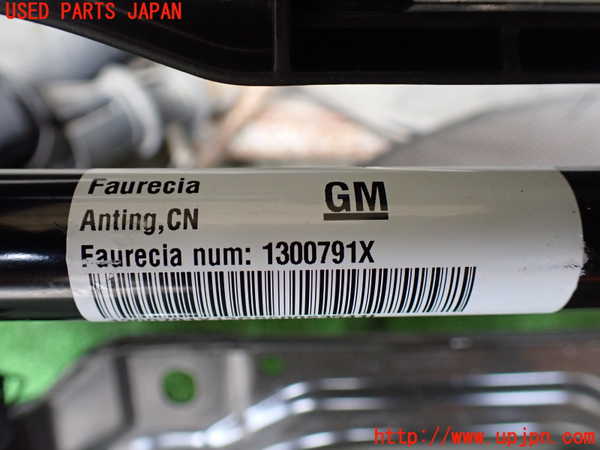 USED PARTS JAPAN
Faurecia
GM
Anting,CN
Faurecia num: 1300791X
http://www.upjpn.com/